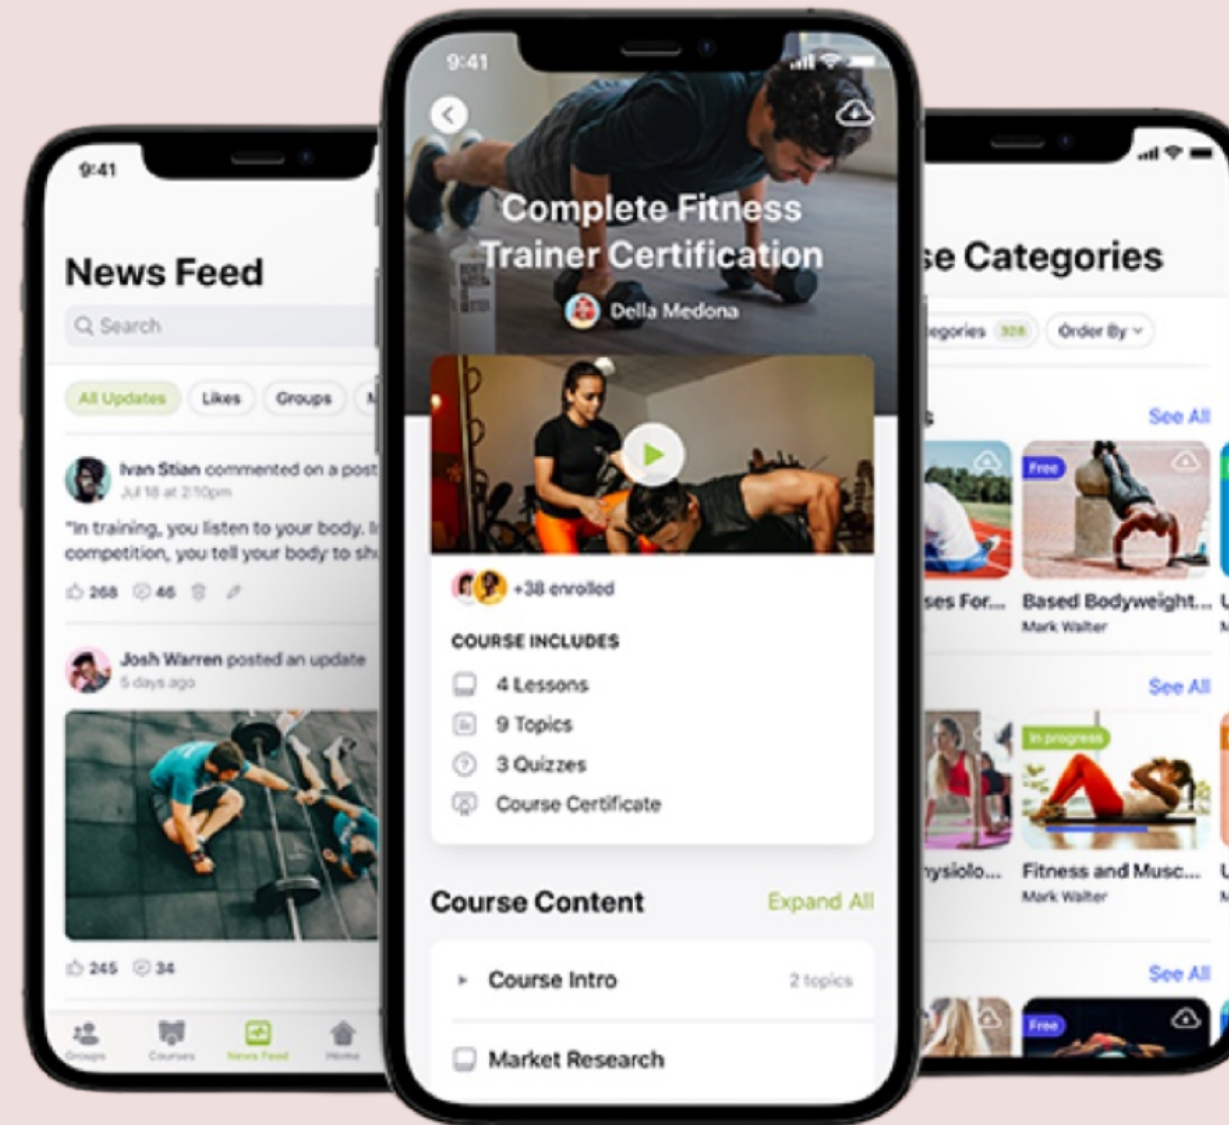 9:41
News Feed
Search
All Updates
Likes
Groups
Ivan Stian commented on a post
Jul 18 at 2:10pm
"In training, you listen to your body. 
competition, you tell your body to
268
46
Josh Warren posted an update
5 days ago
245
34
Groups
Courses
News Feed
Home
9:41
Complete Fitness
Trainer Certification
Della Medona
+38 enrolled
COURSE INCLUDES
4 Lessons
9 Topics
3 Quizzes
Course Certificate
Course Content
Expand All
Course Intro
2 topics
Market Research
se Categories
egories 328
Order By
See All
Free
ses For...
Based Bodyweight...
Mark Walter
See All
In progress
hysiolo...
Fitness and Musc...
Mark Walter
See All
Free